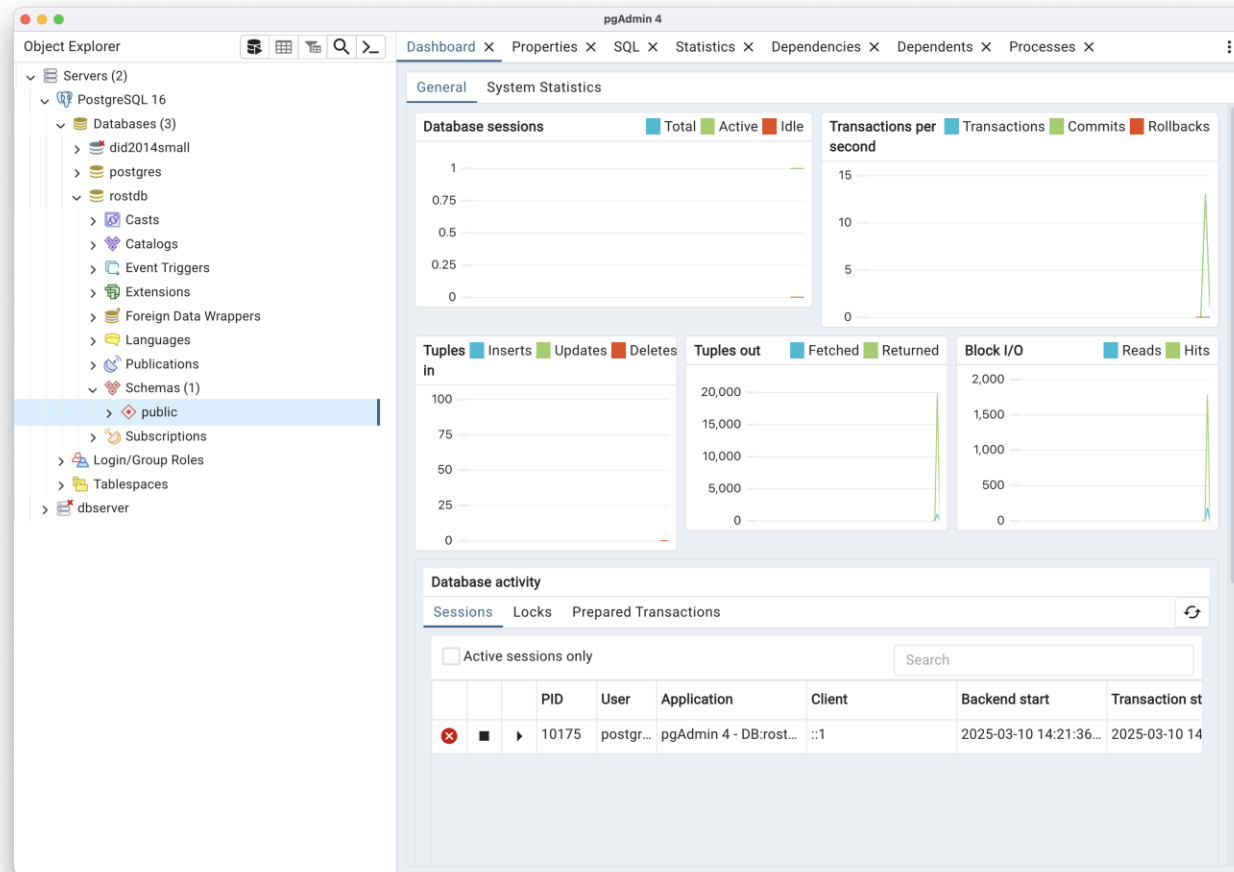 pgAdmin 4
Object Explorer
Dashboard Properties SQL Statistics Dependencies Dependents Processes
Servers (2)
PostgreSQL 16
Databases (3)
did2014small
postgres
rostdb
Casts
Catalogs
Event Triggers
Extensions
Foreign Data Wrappers
Languages
Publications
Schemas (1)
public
Subscriptions
Login/Group Roles
Tablespaces
dbserver
General System Statistics
Database sessions Total Active Idle
1
0.75
0.5
0.25
0
Transactions per second Transactions Commits Rollbacks
15
10
5
0
Tuples in Inserts Updates Deletes
100
75
50
25
0
Tuples out Fetched Returned
20,000
15,000
10,000
5,000
0
Block I/O Reads Hits
2,000
1,500
1,000
500
0
Database activity
Sessions Locks Prepared Transactions
Active sessions only Search
PID User Application Client Backend start Transaction st
10175 postgr... pgAdmin 4 - DB:rost... ::1 2025-03-10 14:21:36... 2025-03-10 14